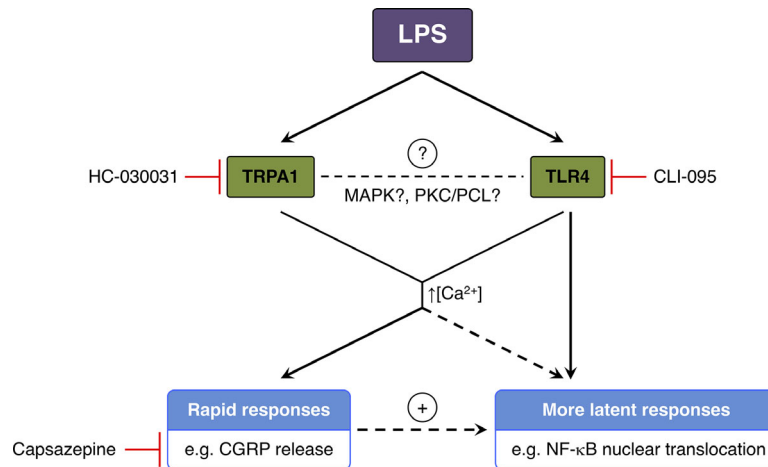 LPS
?
HC-030031
TRPA1
TLR4
CLI-095
MAPK?, PKC/PCL?
↑[Ca²⁺]
Rapid responses
+
More latent responses
Capsazepine
e.g. CGRP release
e.g. NF-κB nuclear translocation